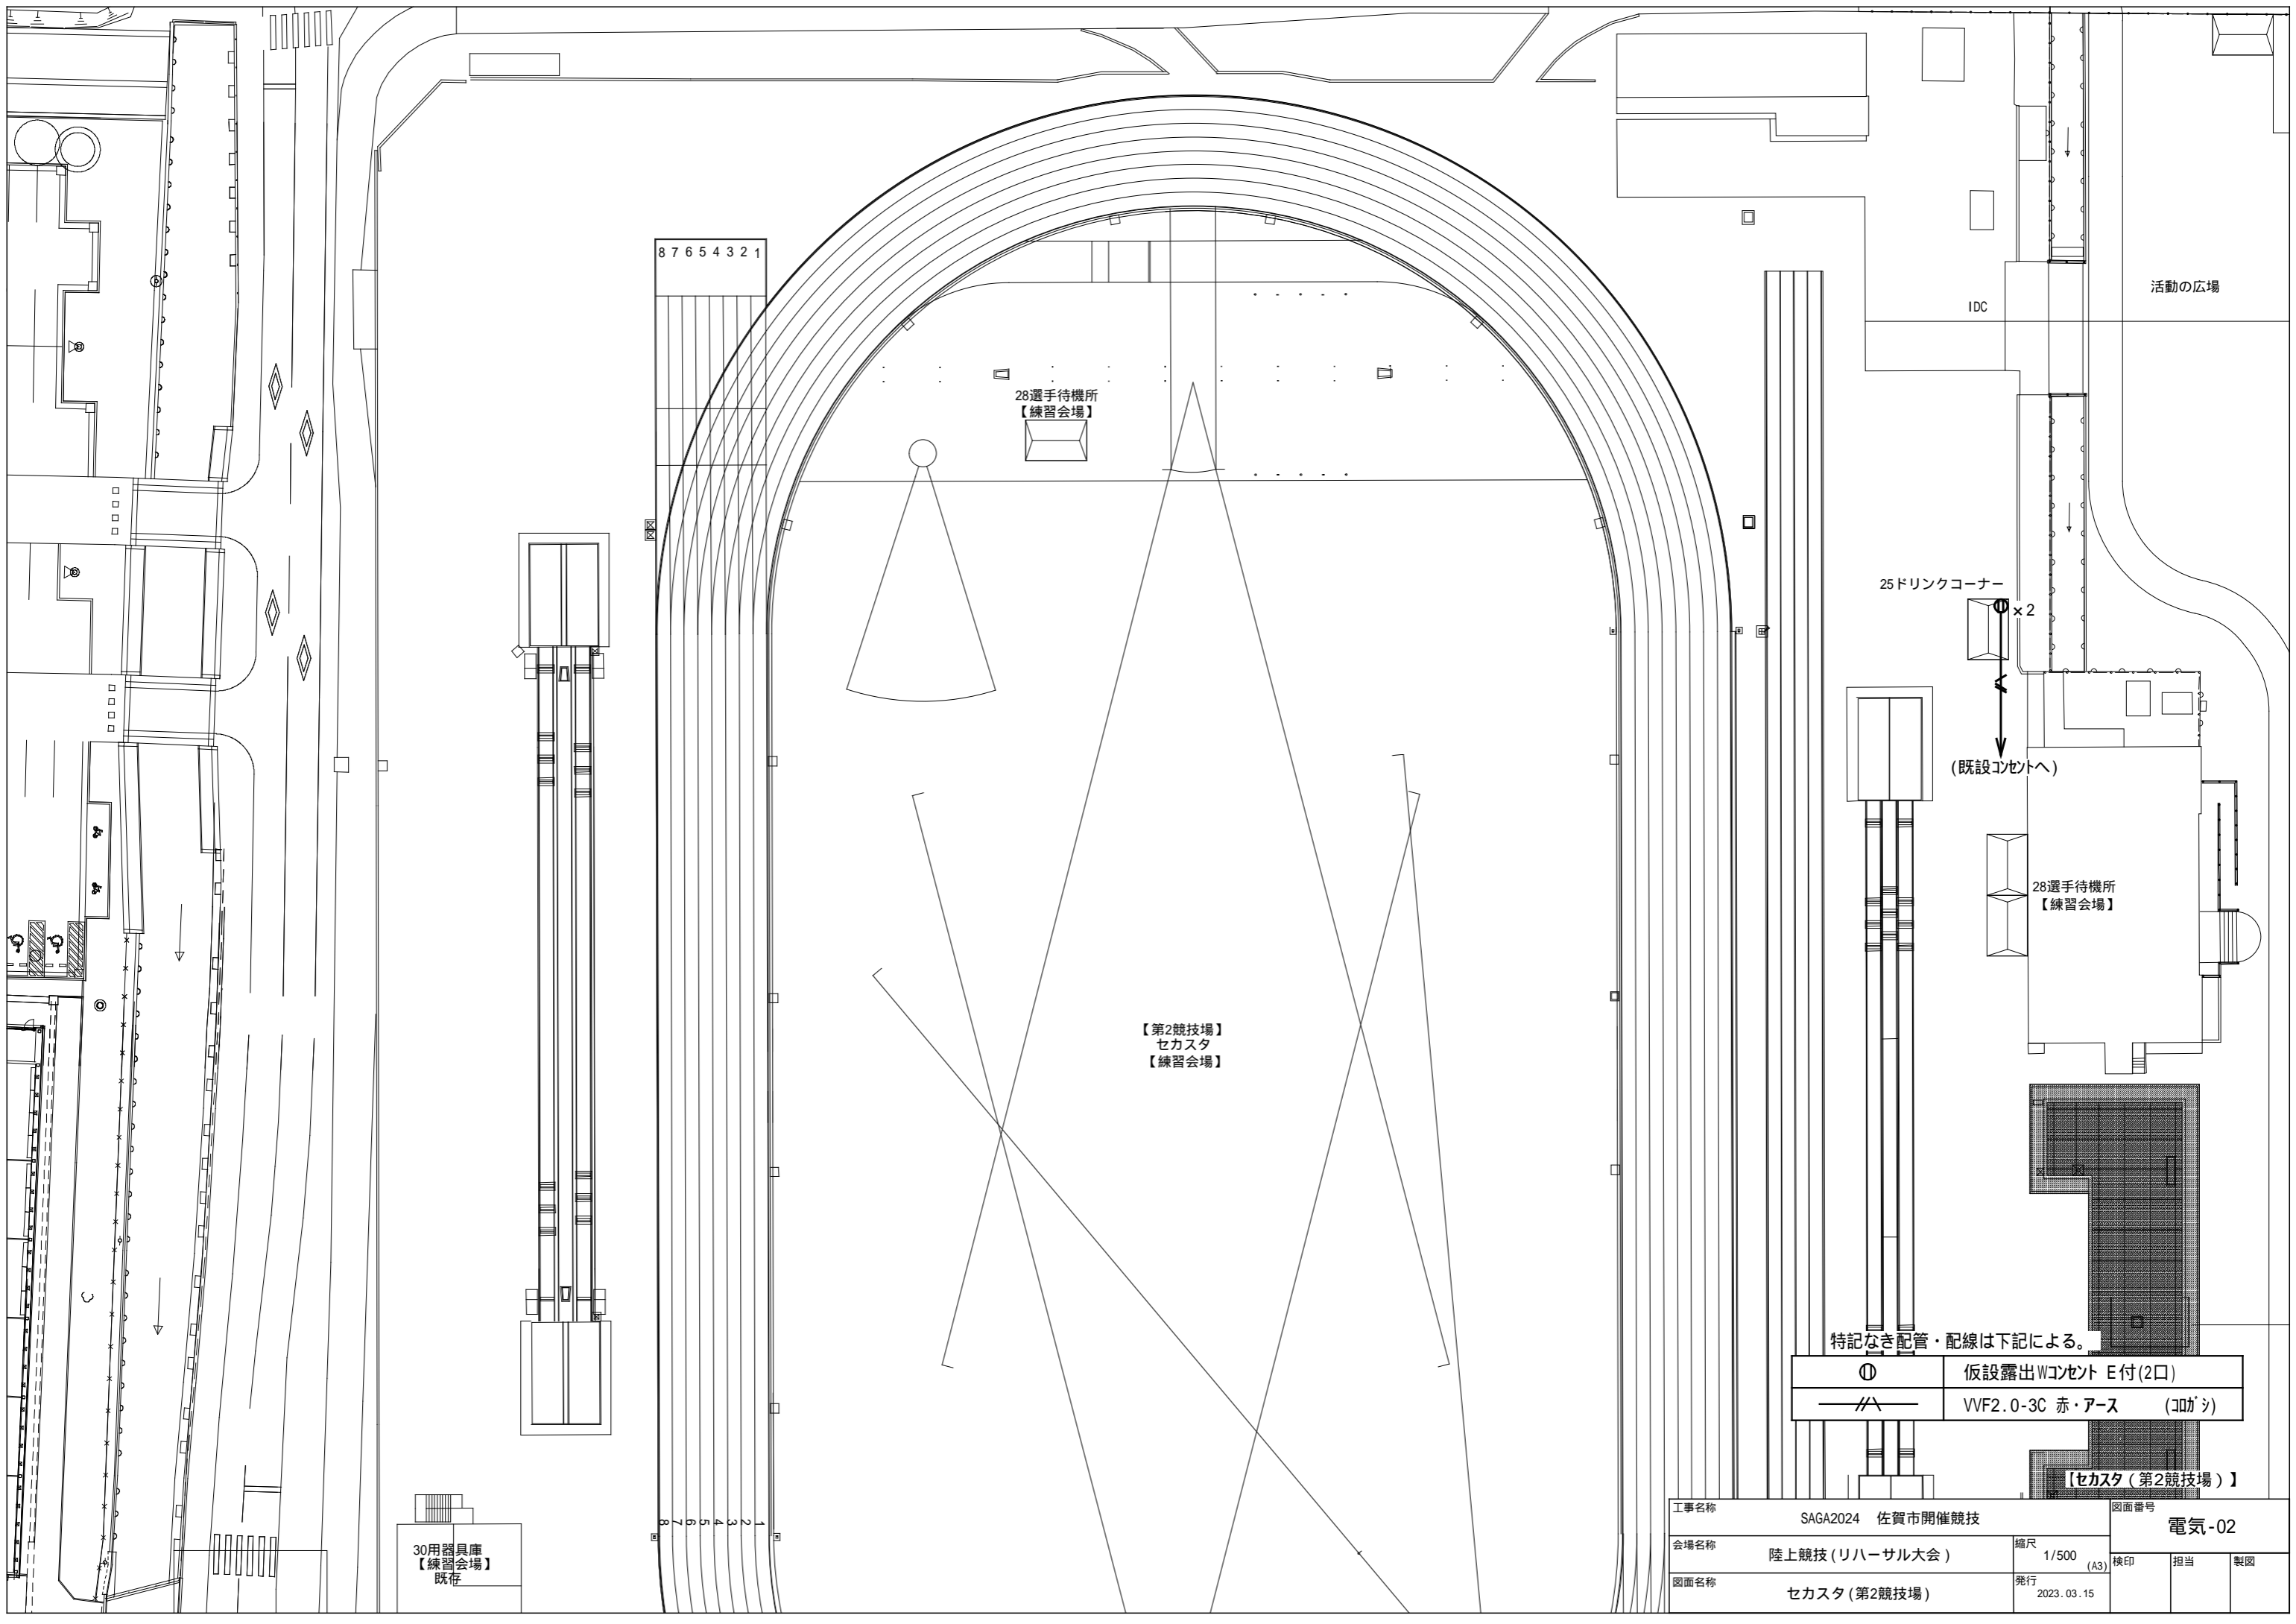 8 7 6 5 4 3 2 1
活動の広場
IDC
28選手待機所
【練習会場】
25ドリンクコーナー
×2
(既設コンセントへ)
28選手待機所
【練習会場】
【第2競技場】
セカスタ
【練習会場】
特記なき配管・配線は下記による。
仮設露出Wコンセント E付(2口)
VVF2.0-3C 赤・アース (コロガシ)
【セカスタ(第2競技場)】
8 7 6 5 4 3 2 1
30用器具庫
【練習会場】
既存
工事名称
SAGA2024 佐賀市開催競技
図面番号
電気-02
会場名称
陸上競技(リハーサル大会)
縮尺
1/500
(A3)
検印
担当
製図
図面名称
セカスタ(第2競技場)
発行
2023.03.15